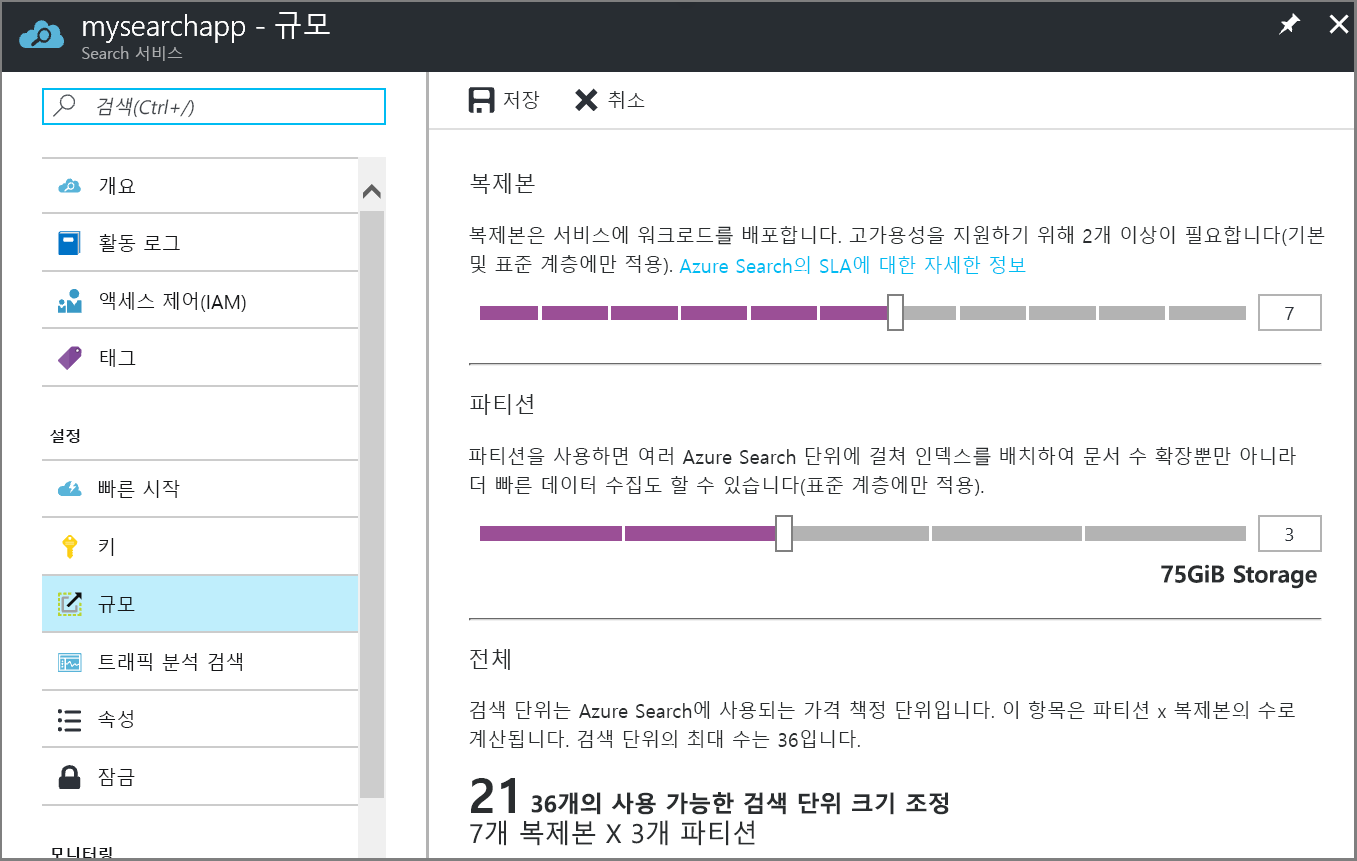 mysearchapp - 규모
Search 서비스
검색(Ctrl+/)
개요
활동 로그
액세스 제어(IAM)
태그
설정
빠른 시작
키
규모
트래픽 분석 검색
속성
잠금
모니터링
저장
취소
복제본
복제본은 서비스에 워크로드를 배포합니다. 고가용성을 지원하기 위해 2개 이상이 필요합니다(기본
및 표준 계층에만 적용). Azure Search의 SLA에 대한 자세한 정보
7
파티션
파티션을 사용하면 여러 Azure Search 단위에 걸쳐 인덱스를 배치하여 문서 수 확장뿐만 아니라
더 빠른 데이터 수집도 할 수 있습니다(표준 계층에만 적용).
3
75GiB Storage
전체
검색 단위는 Azure Search에 사용되는 가격 책정 단위입니다. 이 항목은 파티션 x 복제본의 수로
계산됩니다. 검색 단위의 최대 수는 36입니다.
21 36개의 사용 가능한 검색 단위 크기 조정
7개 복제본 X 3개 파티션